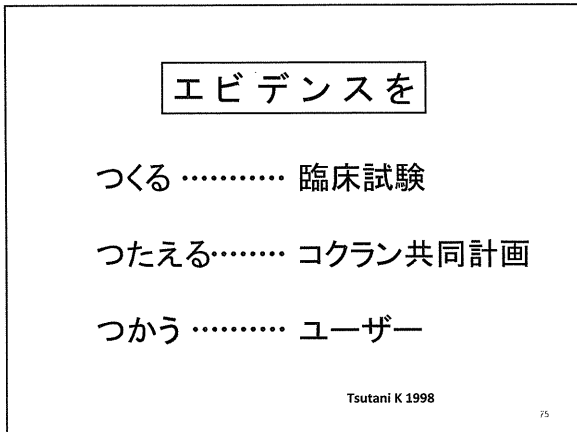 エビデンスを
つくる ………… 臨床試験
つたえる……… コクラン共同計画
つかう ………… ユーザー
Tsutani K 1998
75